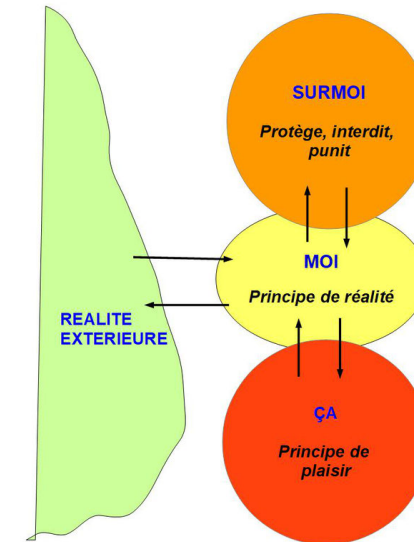 SURMOI
Protège, interdit,
punit
MOI
Principe de réalité
REALITE
EXTERIEURE
ÇA
Principe de
plaisir